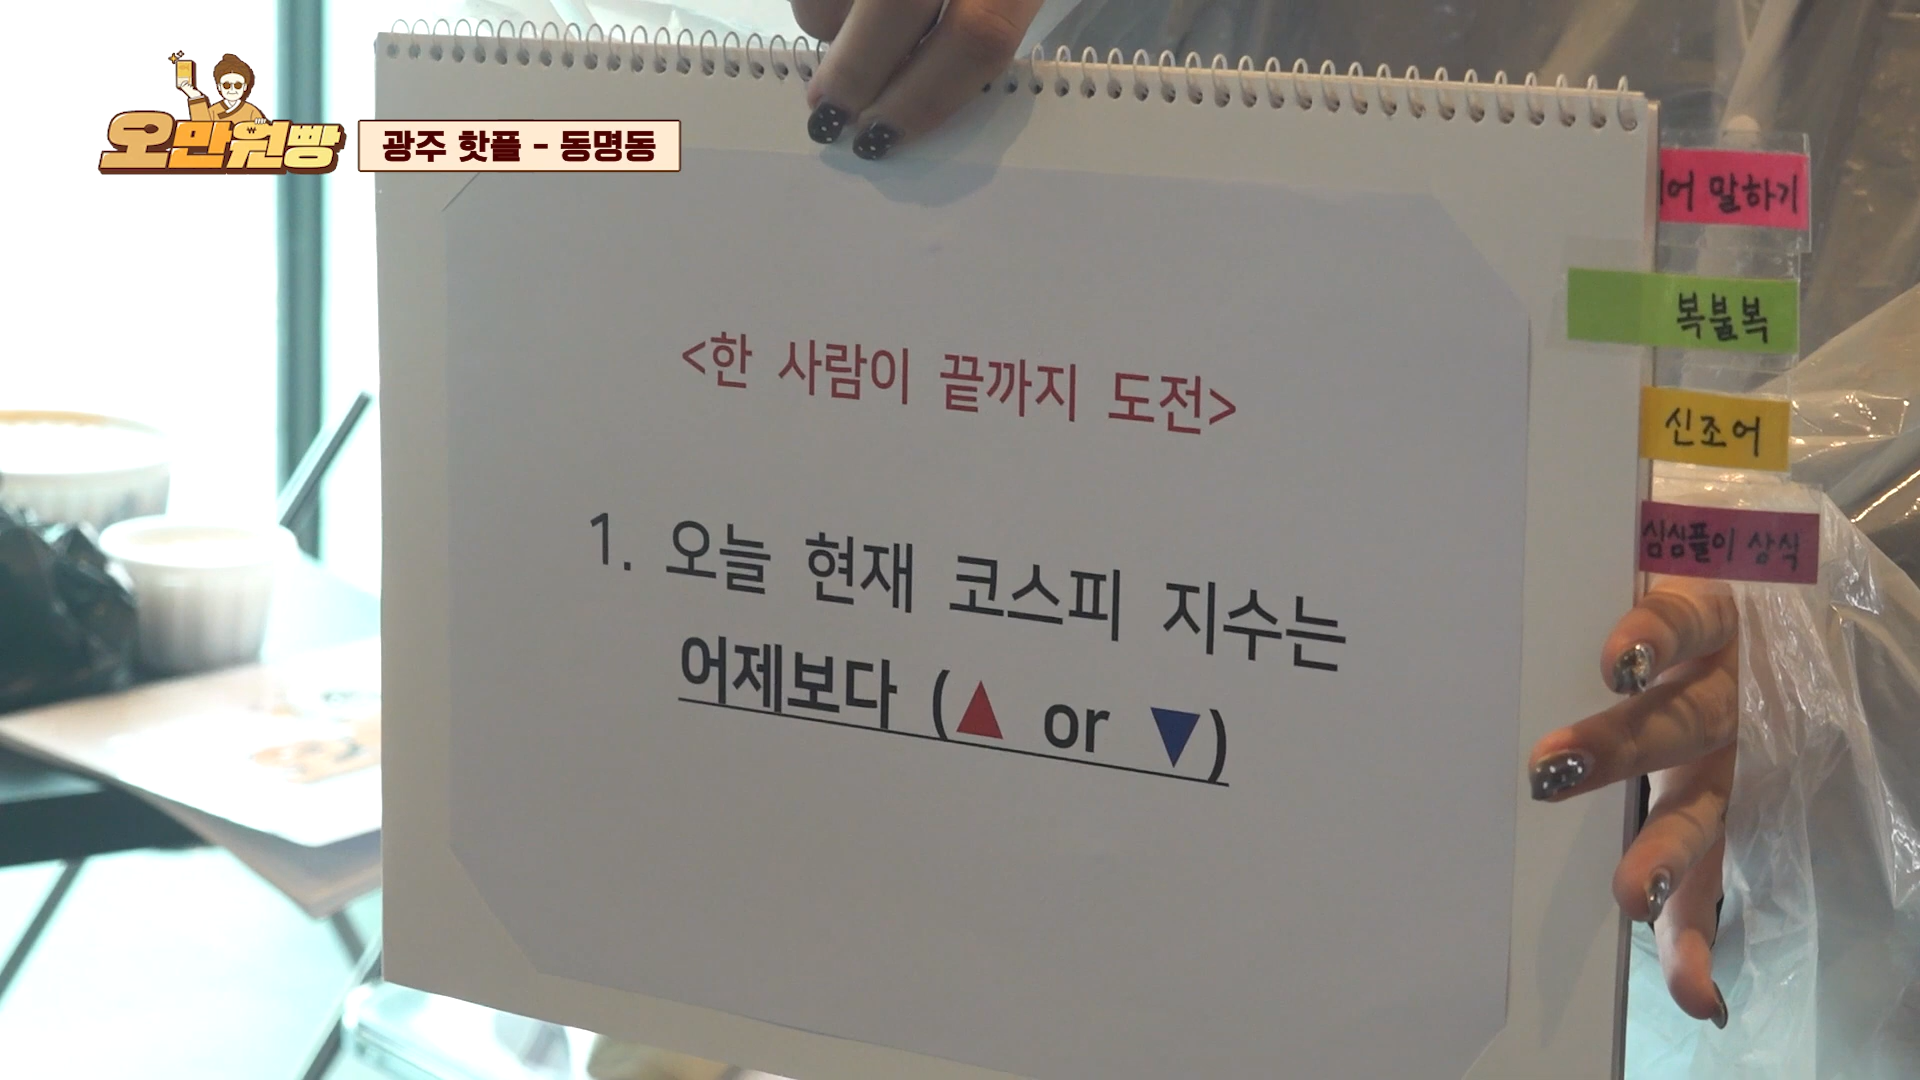 오만원빵
광주 핫플 - 동명동
<한 사람이 끝까지 도전>
1. 오늘 현재 코스피 지수는
어제보다 (▲ or ▼)
말하기
복불복
신조어
심심풀이 상식